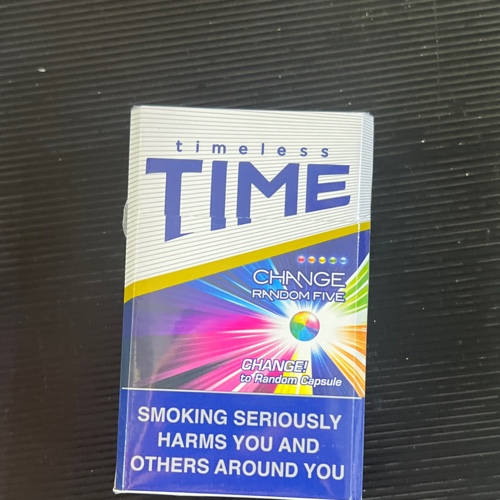 timeless
TIME
CHANGE
RANDOM FIVE
CHANGE!
to Random Capsule
SMOKING SERIOUSLY
HARMS YOU AND
OTHERS AROUND YOU